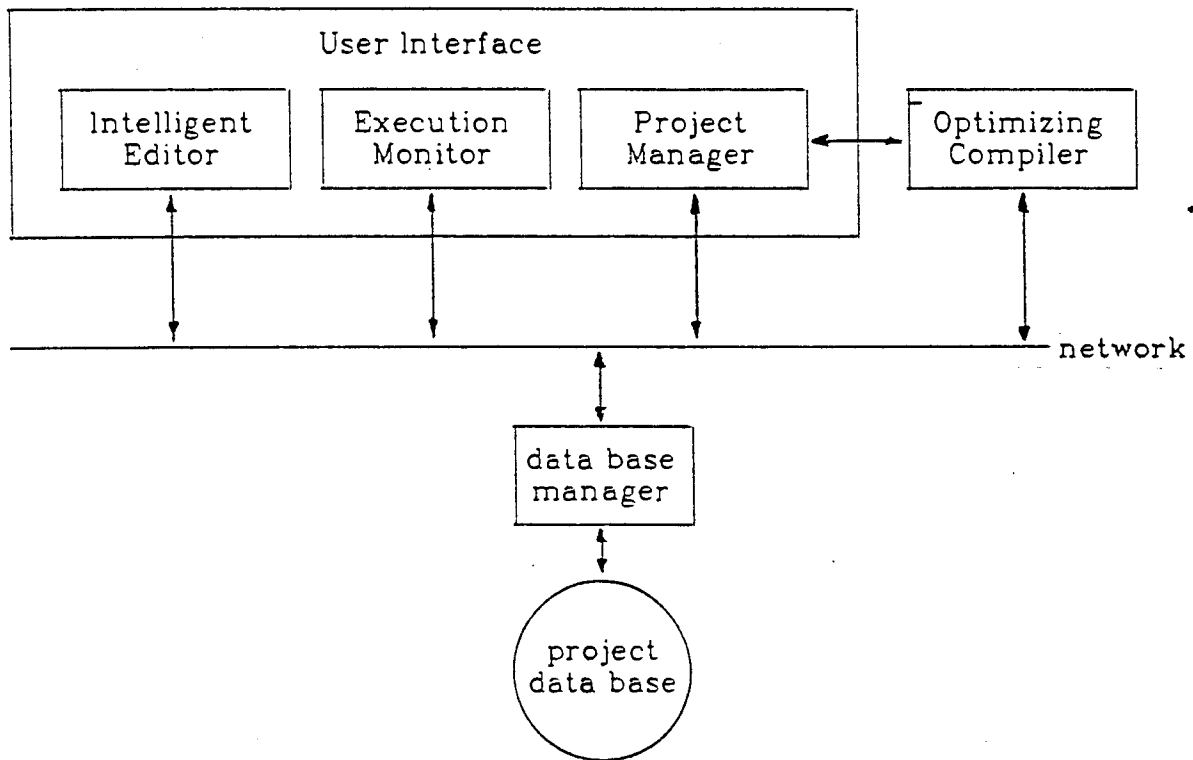 User Interface
Intelligent
Editor
Execution
Monitor
Project
Manager
Optimizing
Compiler
network
data base
manager
project
data base